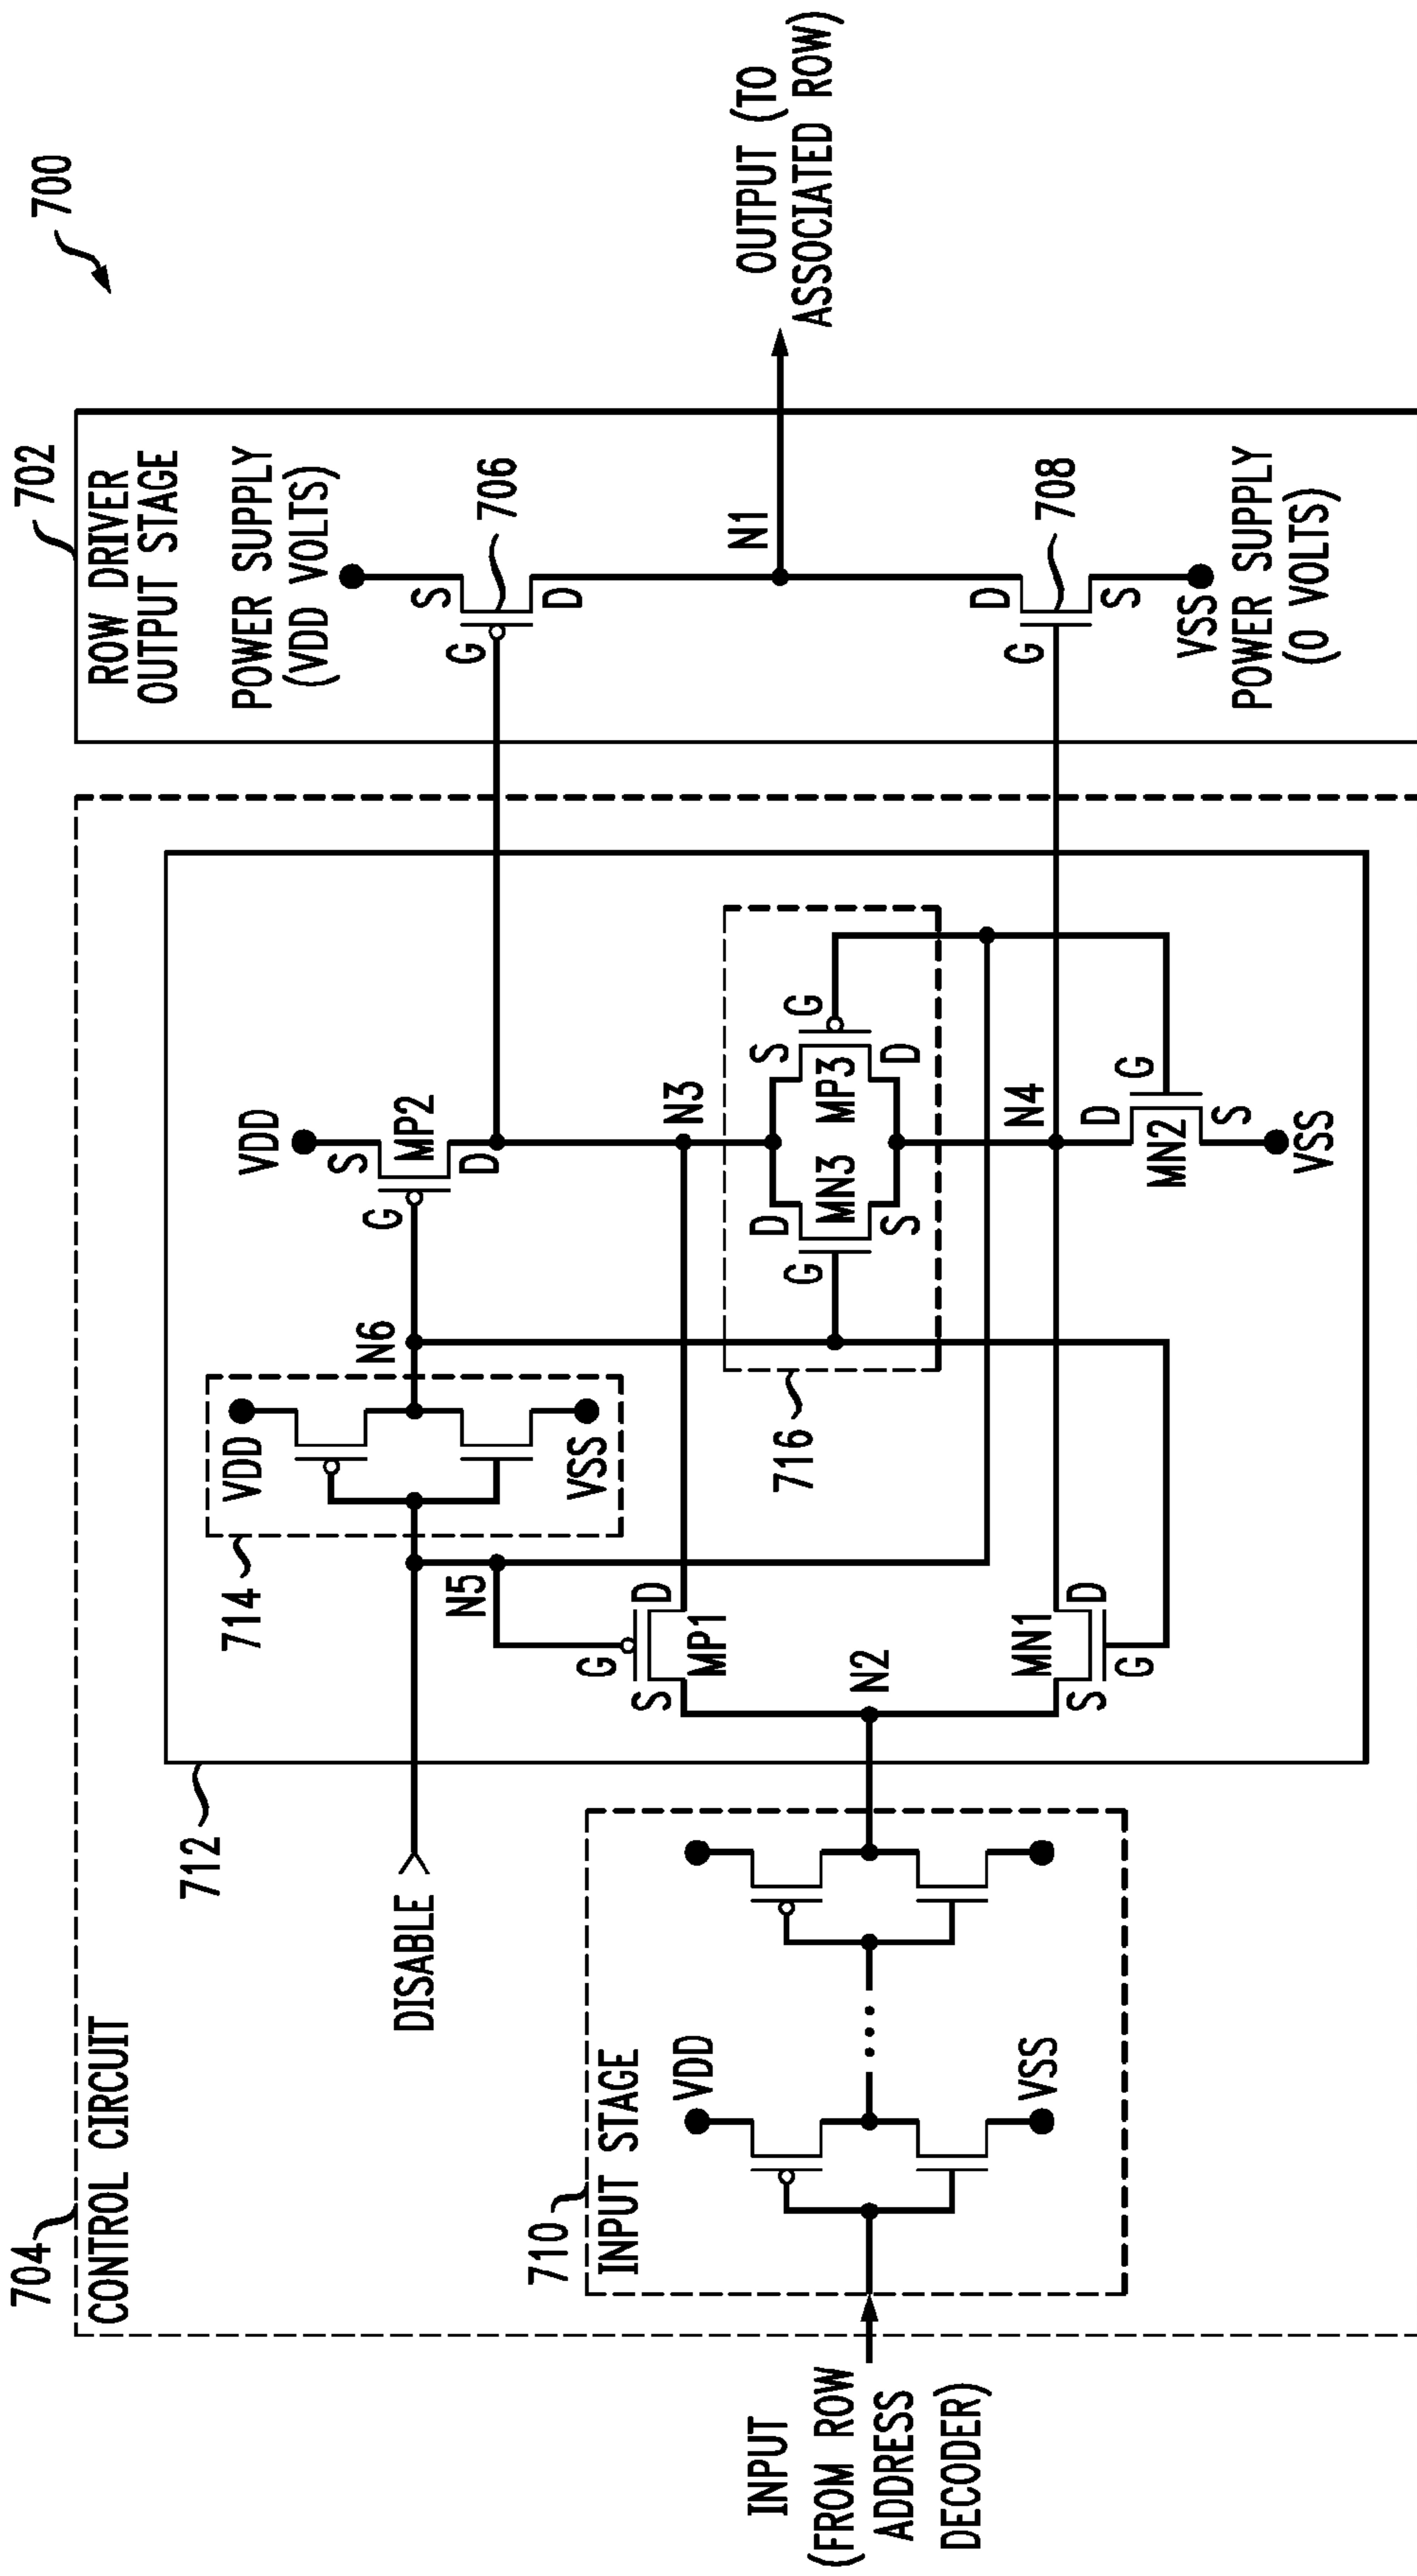 700
702
ROW DRIVER
OUTPUT STAGE
POWER SUPPLY
(VDD VOLTS)
S
G
D
706
N1
OUTPUT (TO
ASSOCIATED ROW)
D
G
S
708
VSS
POWER SUPPLY
(0 VOLTS)
704
CONTROL CIRCUIT
712
DISABLE
714
VDD
VSS
N6
N5
VDD
S
G
D
MP2
N3
G
S
D
MP1
716
D
G
S
MN3
S
G
D
MP3
N4
N2
MN1
S
G
D
D
G
S
MN2
VSS
710
INPUT STAGE
VDD
VSS
INPUT
(FROM ROW
ADDRESS
DECODER)